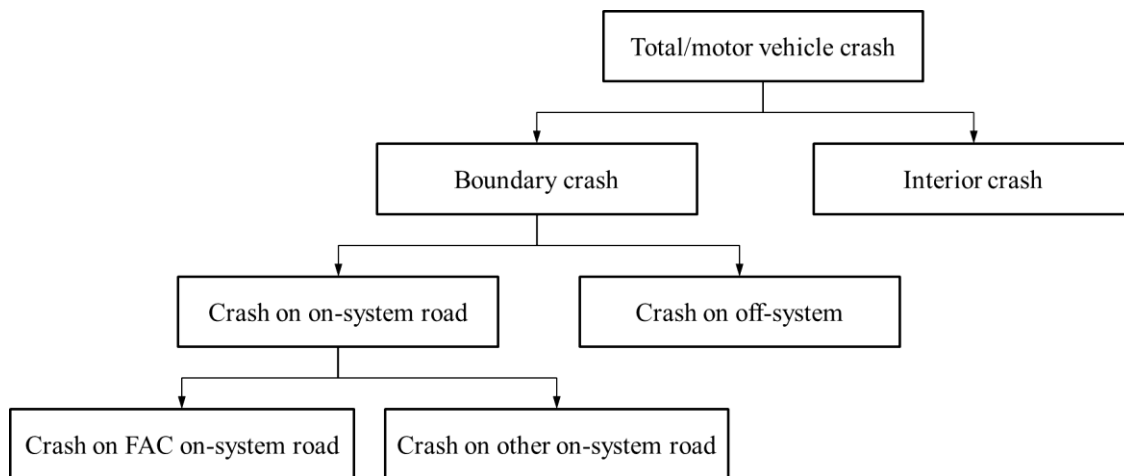 Total/motor vehicle crash
Boundary crash
Interior crash
Crash on on-system road
Crash on off-system
Crash on FAC on-system road
Crash on other on-system road